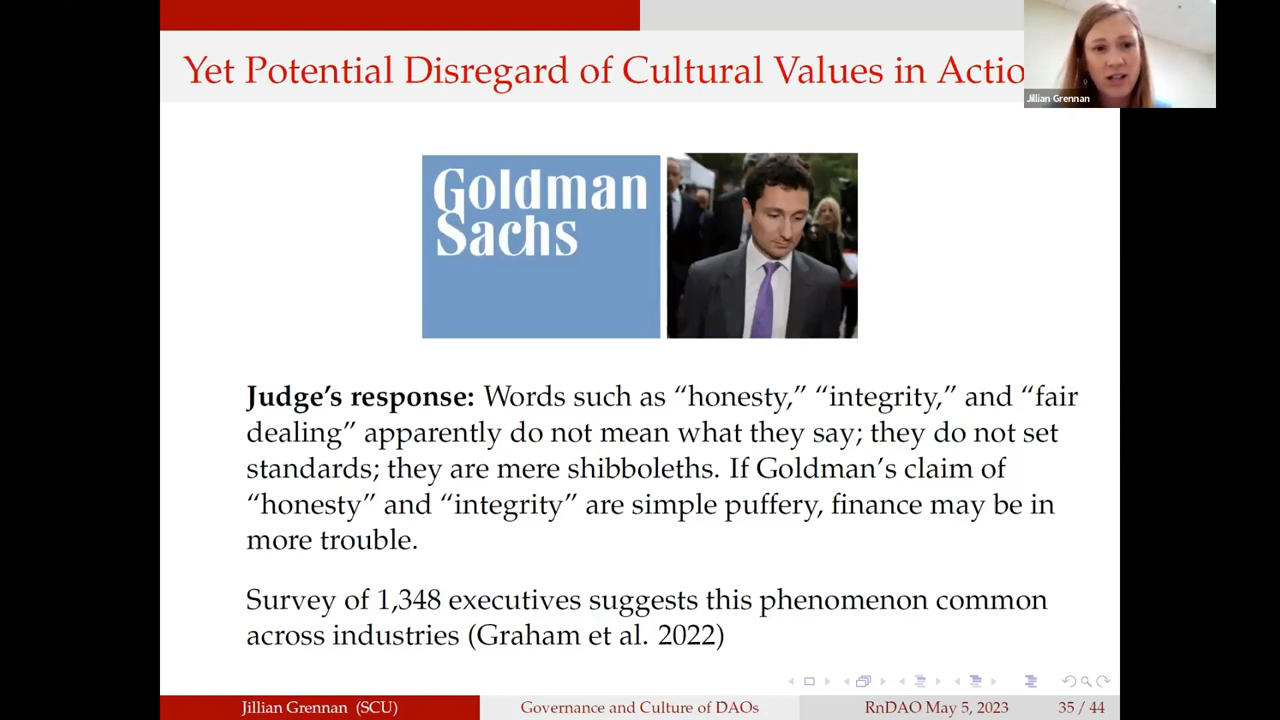 Yet Potential Disregard of Cultural Values in Actio
Jillian Grennan
Goldman
Sachs
Judge's response: Words such as “honesty,” “integrity,” and “fair
dealing” apparently do not mean what they say; they do not set
standards; they are mere shibboleths. If Goldman's claim of
“honesty” and “integrity” are simple puffery, finance may be in
more trouble.
Survey of 1,348 executives suggests this phenomenon common
across industries (Graham et al. 2022)
Jillian Grennan (SCU)
Governance and Culture of DAOs
RnDAO May 5, 2023
35 / 44